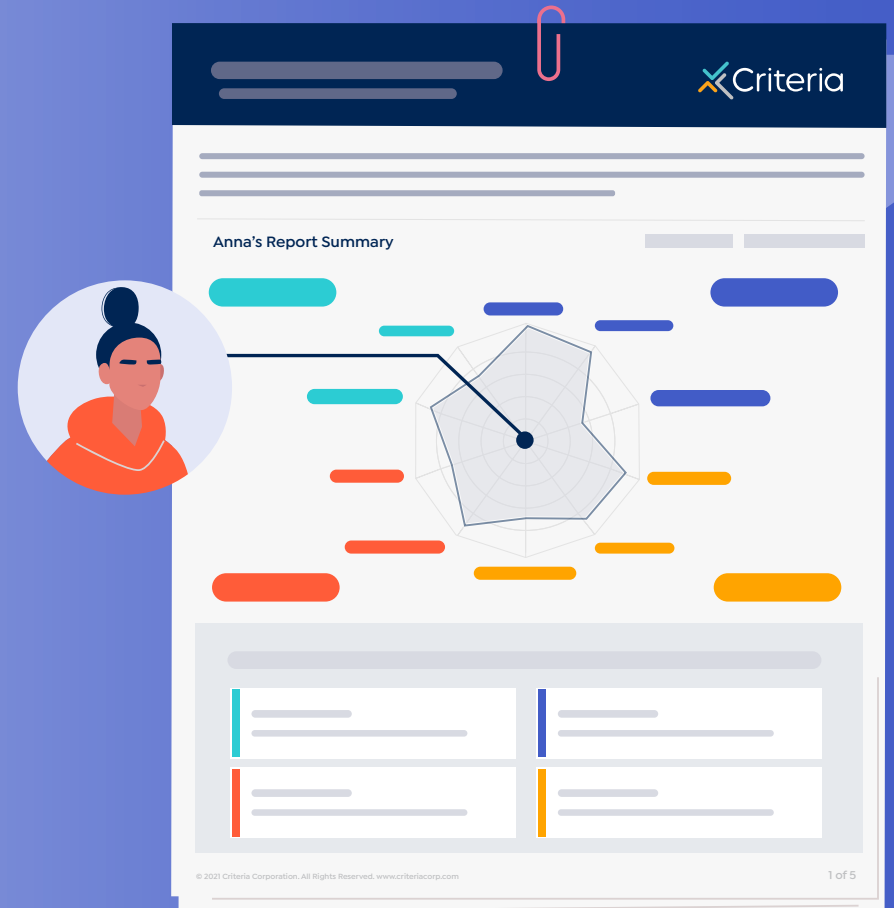 Criteria
Anna's Report Summary
© 2021 Criteria Corporation. All Rights Reserved. www.criteriacorp.com
1 of 5